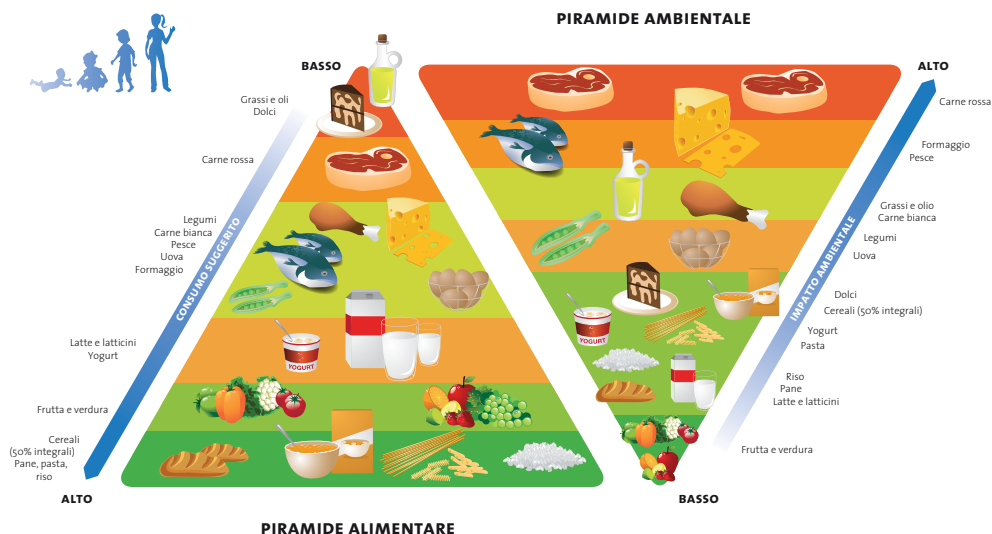 PIRAMIDE AMBIENTALE
BASSO
Grassi e oli
Dolci
Carne rossa
Legumi
Carne bianca
Pesce
Uova
Formaggio
CONSUMO SUGGERITO
Latte e latticini
Yogurt
Frutta e verdura
Cereali
(50% integrali)
Pane, pasta,
riso
ALTO
YOGURT
PIRAMIDE ALIMENTARE
ALTO
Carne rossa
Formaggio
Pesce
Grassi e olio
Carne bianca
Legumi
Uova
IMPATTO AMBIENTALE
Dolci
Cereali (50% integrali)
Yogurt
Pasta
Riso
Pane
Latte e latticini
Frutta e verdura
YOGURT
BASSO